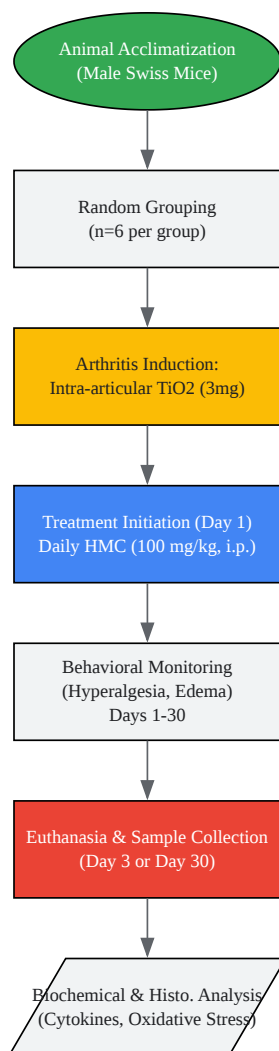 Animal Acclimatization
(Male Swiss Mice)
Random Grouping
(n=6 per group)
Arthritis Induction:
Intra-articular TiO2 (3mg)
Treatment Initiation (Day 1)
Daily HMC (100 mg/kg, i.p.)
Behavioral Monitoring
(Hyperalgesia, Edema)
Days 1-30
Euthanasia & Sample Collection
(Day 3 or Day 30)
Biochemical & Histo. Analysis
(Cytokines, Oxidative Stress)